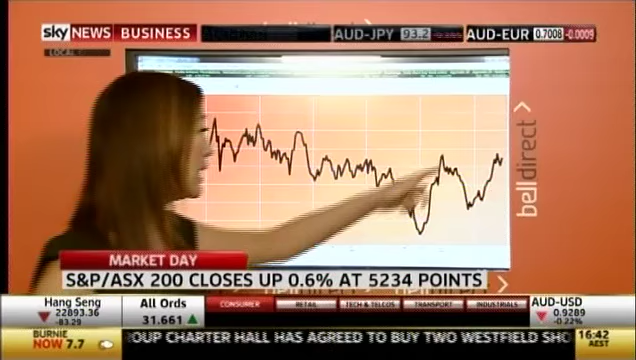 sky NEWS BUSINESS
AUD-JPY 93.2
AUD-EUR 0.7008 -0.0009
LOCAL
belldirect
MARKET DAY
S&P/ASX 200 CLOSES UP 0.6% AT 5234 POINTS
Hang Seng
22893.36
-83.29
All Ords
31.661
CONSUMER RETAIL TECH & TELCOS TRANSPORT INDUSTRIALS
AUD-USD
0.9289
-0.22%
BURNIE
NOW 7.7
OUP CHARTER HALL HAS AGREED TO BUY TWO WESTFIELD SHO
16:42
AEST